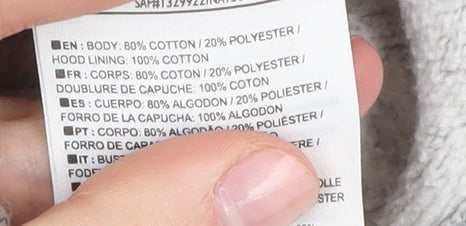 EN : BODY: 80% COTTON / 20% POLYESTER /
HOOD LINING: 100% COTTON
FR : CORPS: 80% COTON / 20% POLYESTER /
DOUBLURE DE CAPUCHE: 100% COTON
ES : CUERPO: 80% ALGODON / 20% POLIESTER /
FORRO DE LA CAPUCHA: 100% ALGODON
PT : CORPO: 80% ALGODÃO / 20% POLIÉSTER /
FORRO DE
IT :